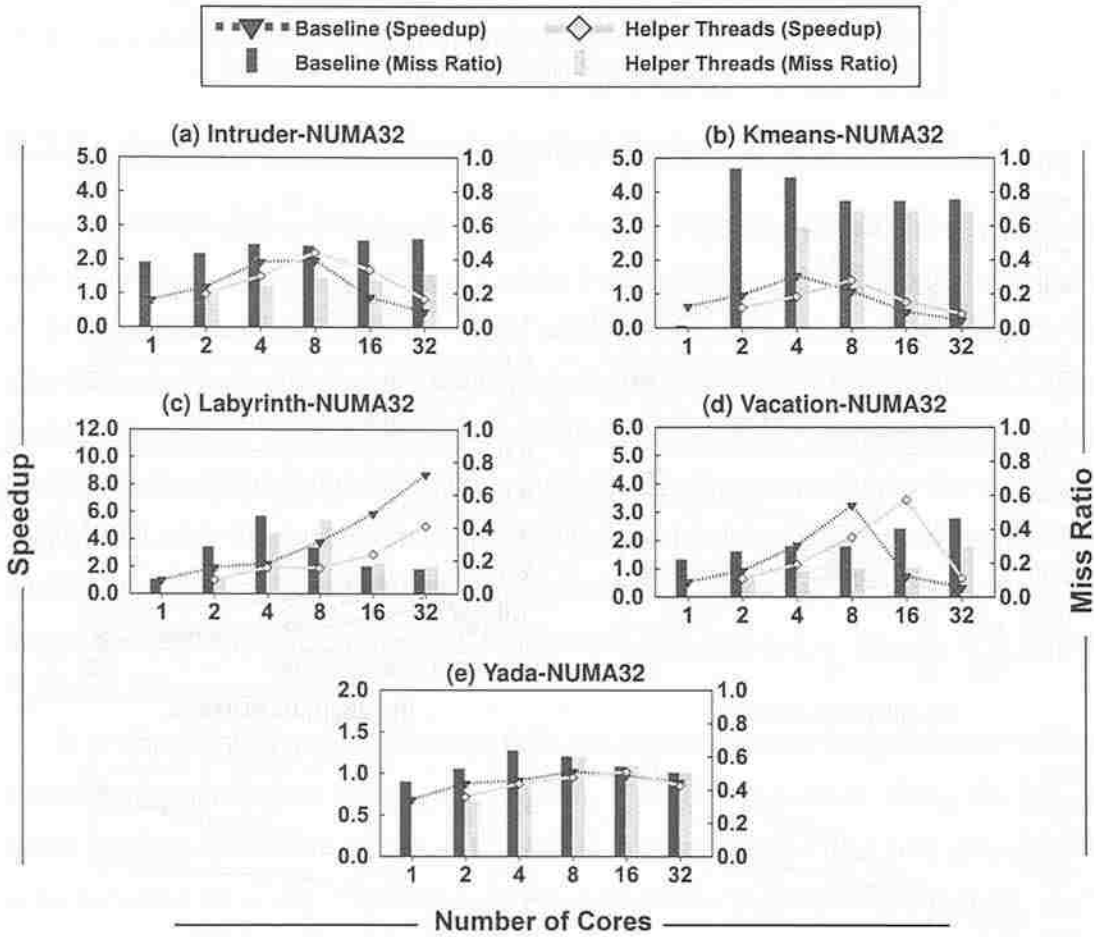 Baseline (Speedup) Helper Threads (Speedup)
Baseline (Miss Ratio) Helper Threads (Miss Ratio)
(a) Intruder-NUMA32
5.0 4.0 3.0 2.0 1.0 0.0
1.0 0.8 0.6 0.4 0.2 0.0
1 2 4 8 16 32
(b) Kmeans-NUMA32
5.0 4.0 3.0 2.0 1.0 0.0
1.0 0.8 0.6 0.4 0.2 0.0
1 2 4 8 16 32
(c) Labyrinth-NUMA32
12.0 10.0 8.0 6.0 4.0 2.0 0.0
1.0 0.8 0.6 0.4 0.2 0.0
1 2 4 8 16 32
(d) Vacation-NUMA32
6.0 5.0 4.0 3.0 2.0 1.0 0.0
1.0 0.8 0.6 0.4 0.2 0.0
1 2 4 8 16 32
(e) Yada-NUMA32
2.0 1.5 1.0 0.5 0.0
1.0 0.8 0.6 0.4 0.2 0.0
1 2 4 8 16 32
Speedup
Miss Ratio
Number of Cores